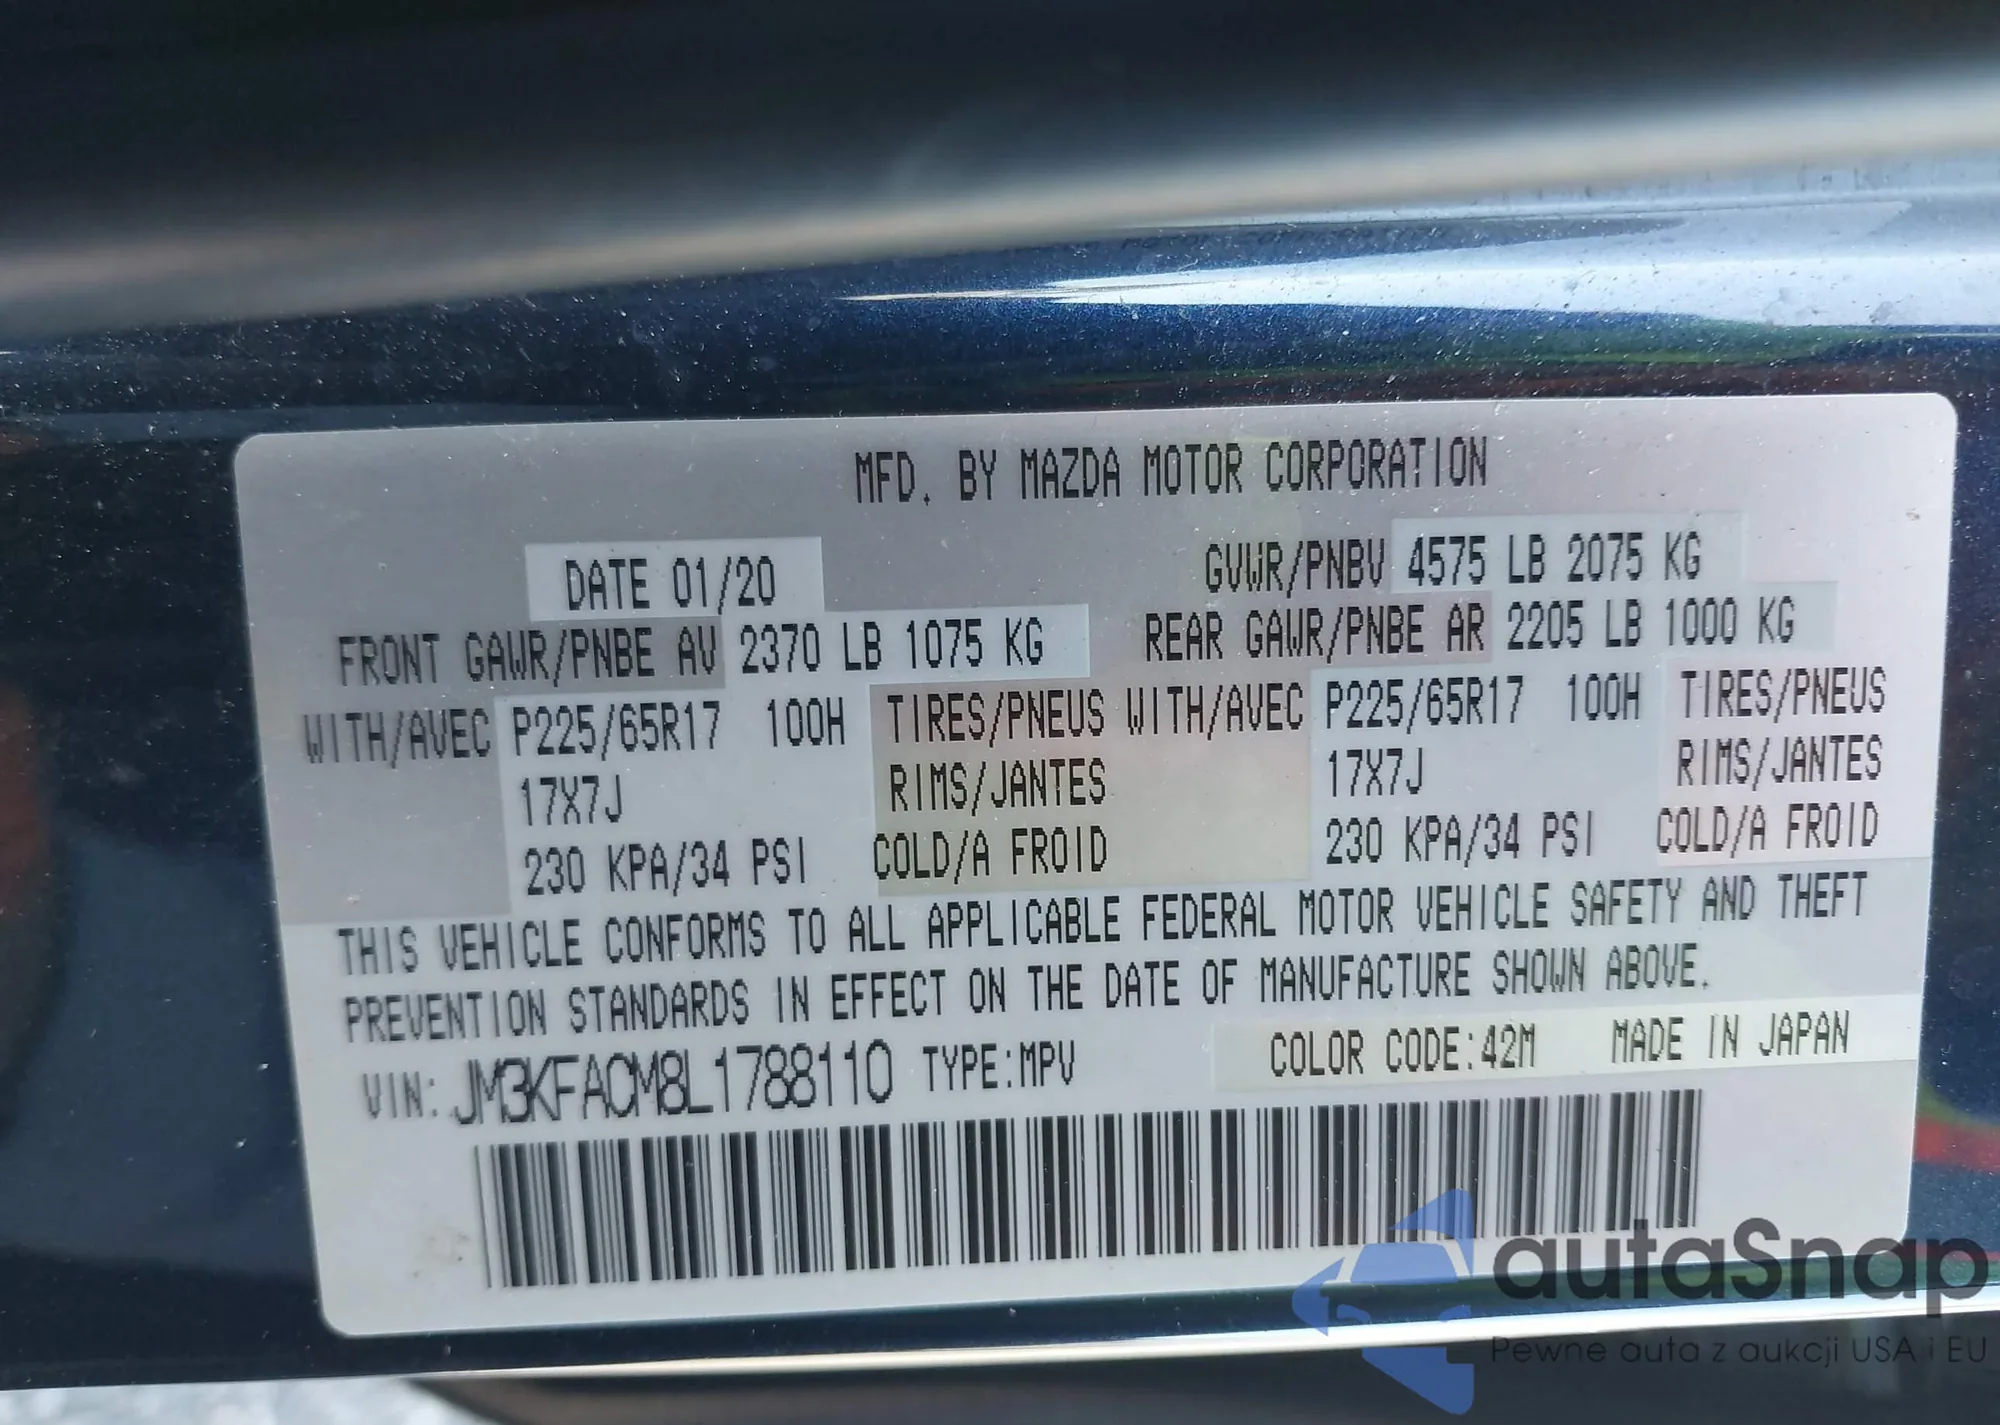 MFD. BY MAZDA MOTOR CORPORATION
DATE 01/20 GVWR/PNBV 4575 LB 2075 KG
FRONT GAWR/PNBE AV 2370 LB 1075 KG REAR GAWR/PNBE AR 2205 LB 1000 KG
WITH/AVEC P225/65R17 100H TIRES/PNEUS WITH/AVEC P225/65R17 100H TIRES/PNEUS
17X7J RIMS/JANTES 17X7J RIMS/JANTES
230 KPA/34 PSI COLD/A FROID 230 KPA/34 PSI COLD/A FROID
THIS VEHICLE CONFORMS TO ALL APPLICABLE FEDERAL MOTOR VEHICLE SAFETY AND THEFT
PREVENTION STANDARDS IN EFFECT ON THE DATE OF MANUFACTURE SHOWN ABOVE.
VIN: JM3KFACM8L1788110 TYPE:MPV COLOR CODE:42M MADE IN JAPAN
autaSnap
Pewne auta z aukcji USA i EU